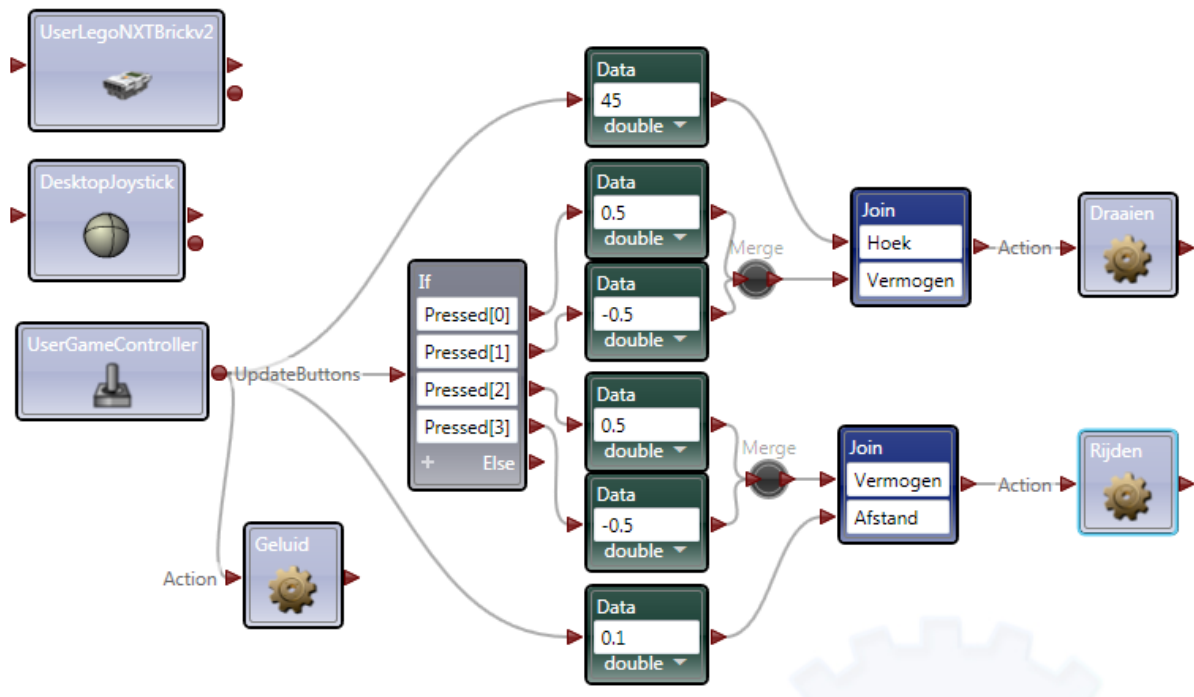 UserLegoNXTBrickv2
DesktopJoystick
UserGameController
UpdateButtons
Action
Geluid
If
Pressed[0]
Pressed[1]
Pressed[2]
Pressed[3]
+ Else
Data
45
double
Data
0.5
double
Data
-0.5
double
Merge
Data
0.5
double
Data
-0.5
double
Merge
Data
0.1
double
Join
Hoek
Vermogen
Action
Draaien
Join
Vermogen
Afstand
Action
Rijden